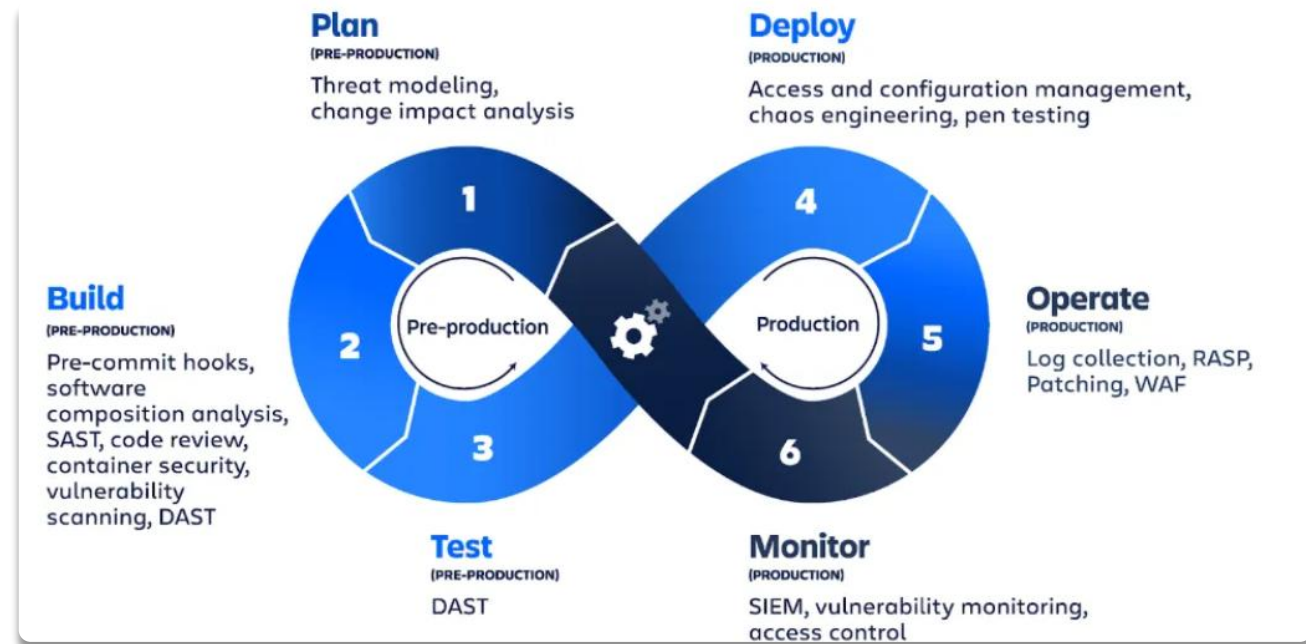 Plan
(PRE-PRODUCTION)
Threat modeling,
change impact analysis
Deploy
(PRODUCTION)
Access and configuration management,
chaos engineering, pen testing
1
4
Build
(PRE-PRODUCTION)
Pre-commit hooks,
software
composition analysis,
SAST, code review,
container security,
vulnerability
scanning, DAST
2
Pre-production
Production
5
Operate
(PRODUCTION)
Log collection, RASP,
Patching, WAF
3
6
Test
(PRE-PRODUCTION)
DAST
Monitor
(PRODUCTION)
SIEM, vulnerability monitoring,
access control